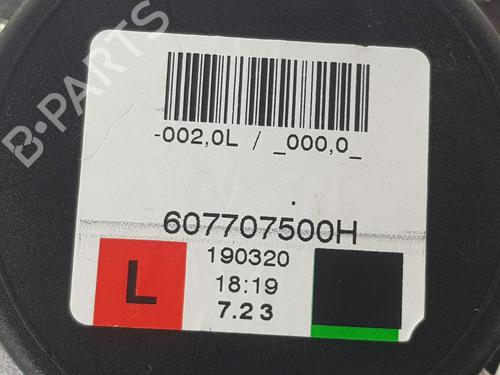 B-PARTS
-002,0L / _000,0_
607707500H
L
190320
18:19
7.23